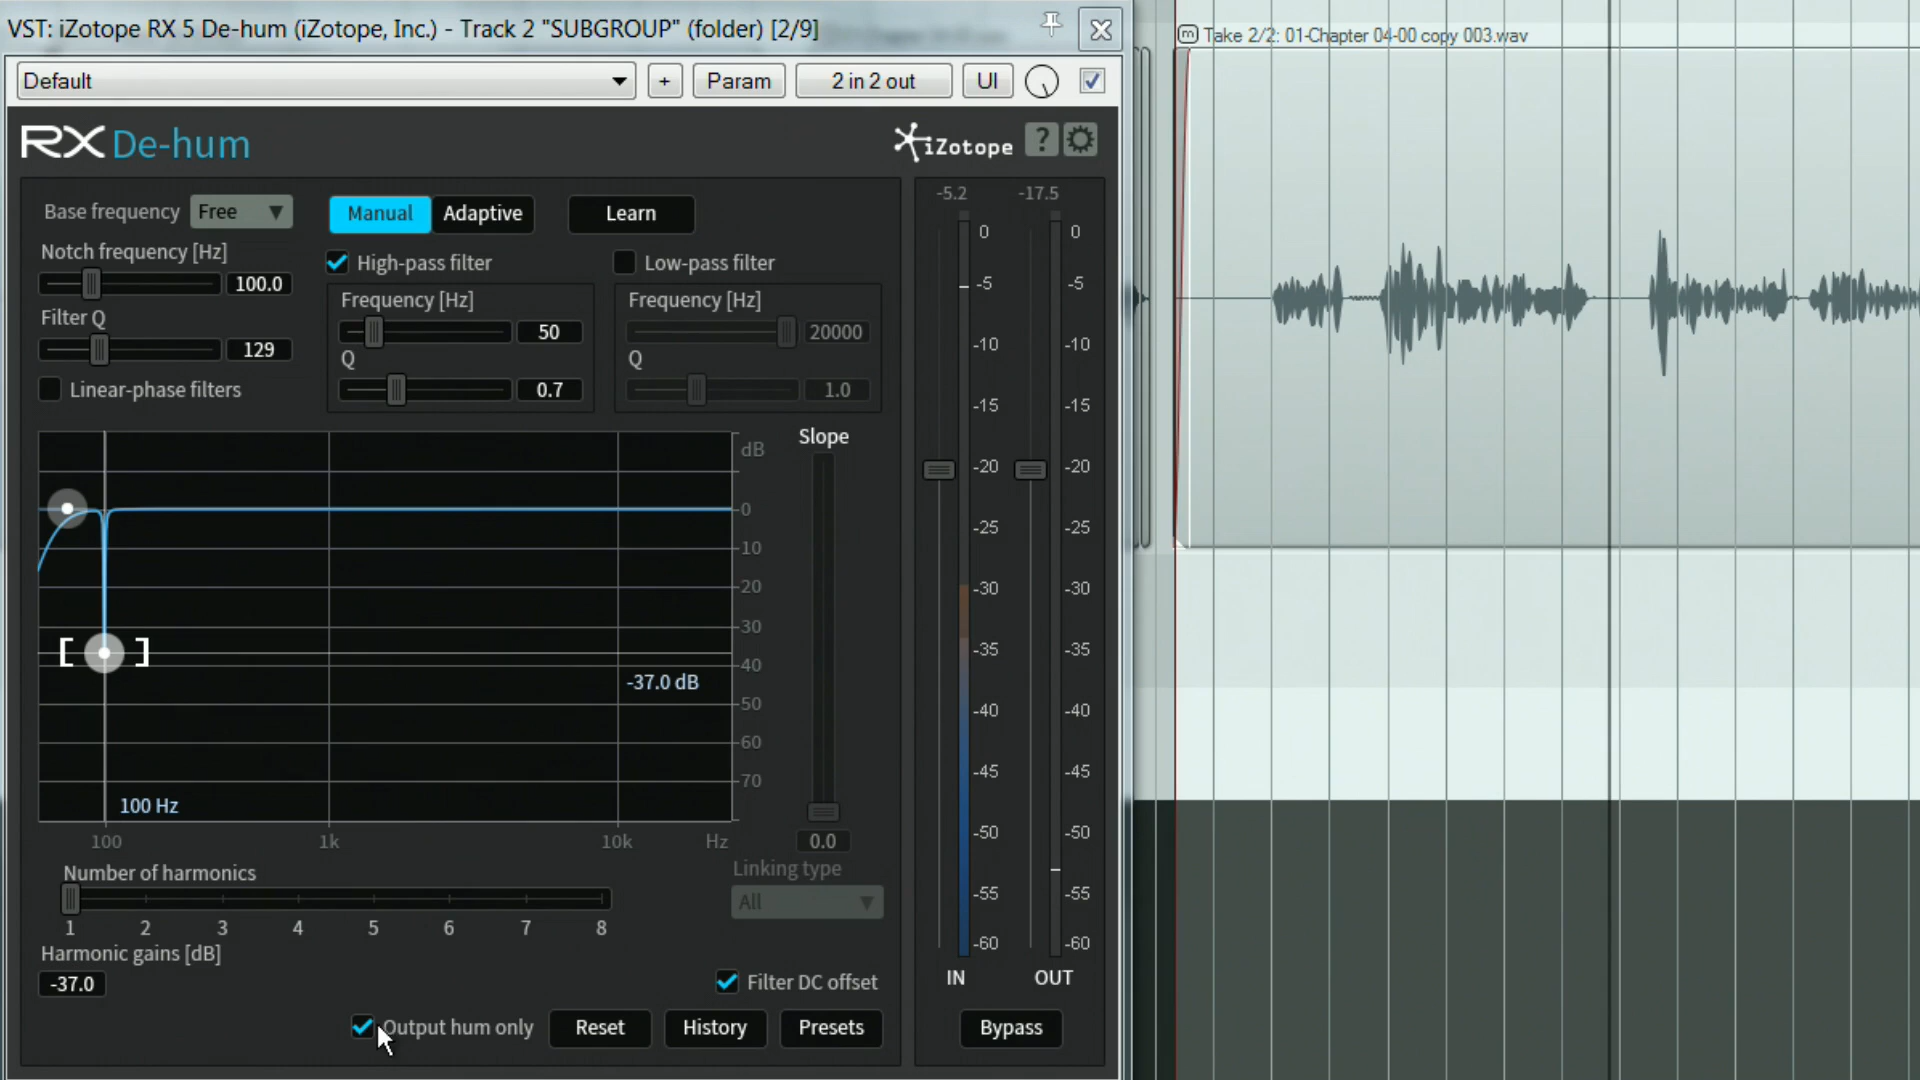 VST: iZotope RX 5 De-hum (iZotope, Inc.) - Track 2 "SUBGROUP" (folder) [2/9]
Default
+
Param
2 in 2 out
UI
RX De-hum
iZotope
?
Base frequency
Free
Manual
Adaptive
Learn
Notch frequency [Hz]
100.0
Filter Q
129
Linear-phase filters
High-pass filter
Frequency [Hz]
50
Q
0.7
Low-pass filter
Frequency [Hz]
20000
Q
1.0
dB
0
10
20
30
40
50
60
70
-37.0 dB
100 Hz
100
1k
10k
Hz
Slope
0.0
Number of harmonics
1 2 3 4 5 6 7 8
Linking type
All
Harmonic gains [dB]
-37.0
Filter DC offset
Output hum only
Reset
History
Presets
-5.2 -17.5
0 0
-5 -5
-10 -10
-15 -15
-20 -20
-25 -25
-30 -30
-35 -35
-40 -40
-45 -45
-50 -50
-55 -55
-60 -60
IN OUT
Bypass
m Take 2/2: 01-Chapter 04-00 copy 003.wav